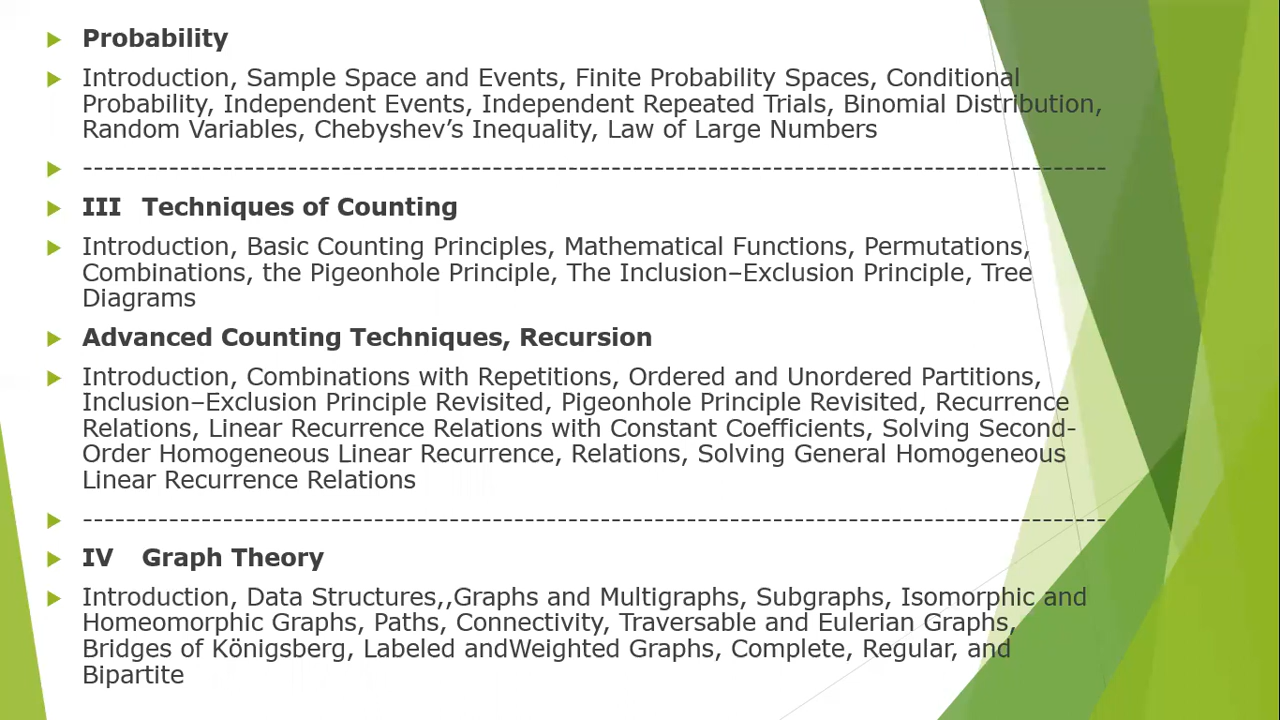 Probability
Introduction, Sample Space and Events, Finite Probability Spaces, Conditional
Probability, Independent Events, Independent Repeated Trials, Binomial Distribution,
Random Variables, Chebyshev’s Inequality, Law of Large Numbers
----------------------------------------------------------------------------------------------
III Techniques of Counting
Introduction, Basic Counting Principles, Mathematical Functions, Permutations,
Combinations, the Pigeonhole Principle, The Inclusion–Exclusion Principle, Tree
Diagrams
Advanced Counting Techniques, Recursion
Introduction, Combinations with Repetitions, Ordered and Unordered Partitions,
Inclusion–Exclusion Principle Revisited, Pigeonhole Principle Revisited, Recurrence
Relations, Linear Recurrence Relations with Constant Coefficients, Solving Second-
Order Homogeneous Linear Recurrence, Relations, Solving General Homogeneous
Linear Recurrence Relations
----------------------------------------------------------------------------------------------
IV Graph Theory
Introduction, Data Structures,,Graphs and Multigraphs, Subgraphs, Isomorphic and
Homeomorphic Graphs, Paths, Connectivity, Traversable and Eulerian Graphs,
Bridges of Königsberg, Labeled andWeighted Graphs, Complete, Regular, and
Bipartite